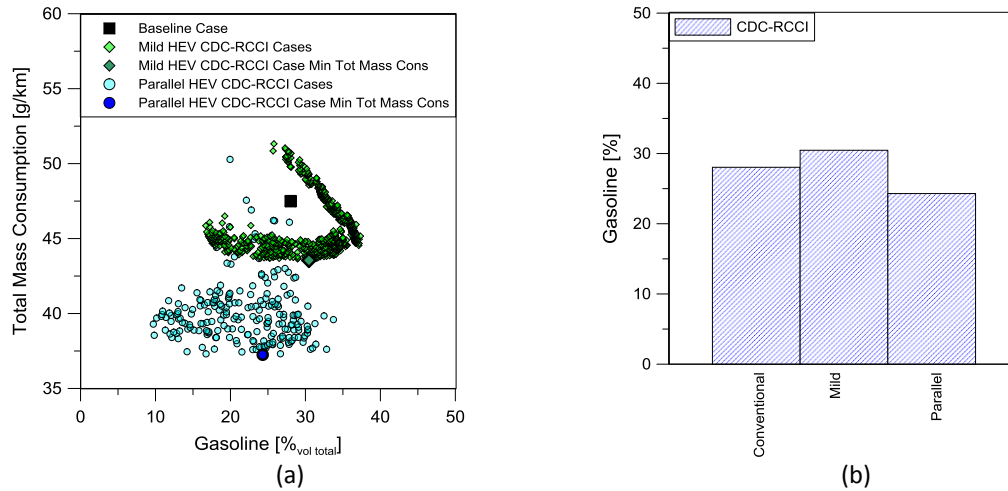 60
55
50
45
40
35
Total Mass Consumption [g/km]
Baseline Case
Mild HEV CDC-RCCI Cases
Mild HEV CDC-RCCI Case Min Tot Mass Cons
Parallel HEV CDC-RCCI Cases
Parallel HEV CDC-RCCI Case Min Tot Mass Cons
0 10 20 30 40 50
Gasoline [%vol total]
(a)
50
40
30
20
10
0
Gasoline [%]
CDC-RCCI
Conventional
Mild
Parallel
(b)